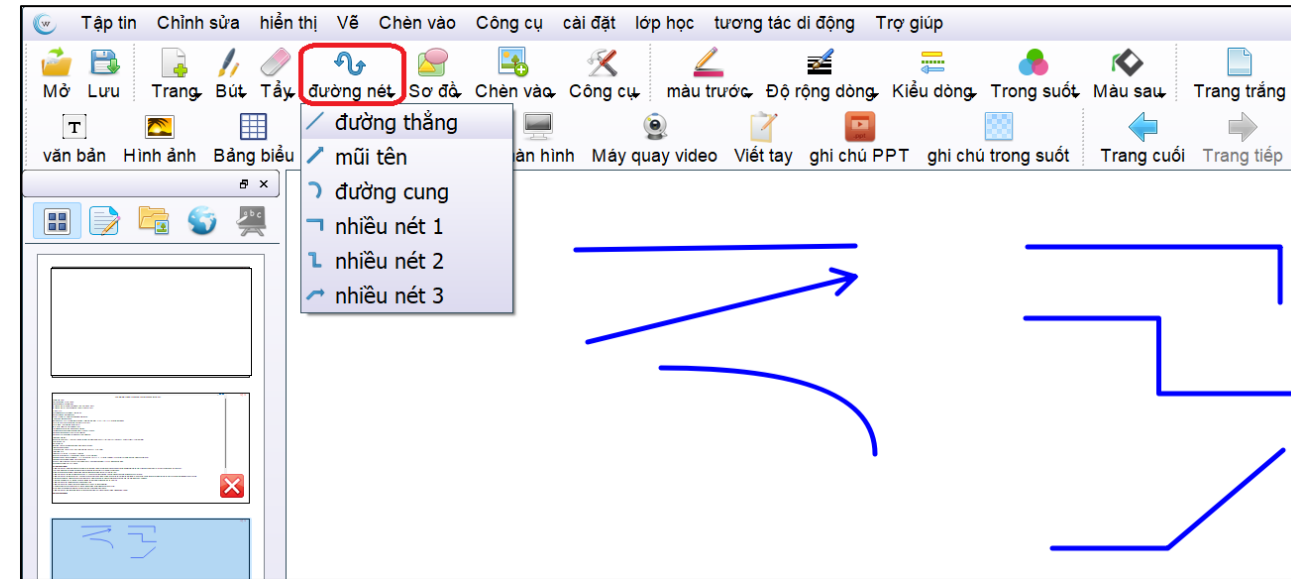 Tập tin Chỉnh sửa hiển thị Vẽ Chèn vào Công cụ cài đặt lớp học tương tác di động Trợ giúp
Mở Lưu Trang Bút Tẩy đường nét Sơ đồ Chèn vào Công cụ màu trước Độ rộng dòng Kiểu dòng Trong suốt Màu sau Trang trắng
văn bản Hình ảnh Bảng biểu àn hình Máy quay video Viết tay ghi chú PPT ghi chú trong suốt Trang cuối Trang tiếp
đường thẳng
mũi tên
đường cung
nhiều nét 1
nhiều nét 2
nhiều nét 3